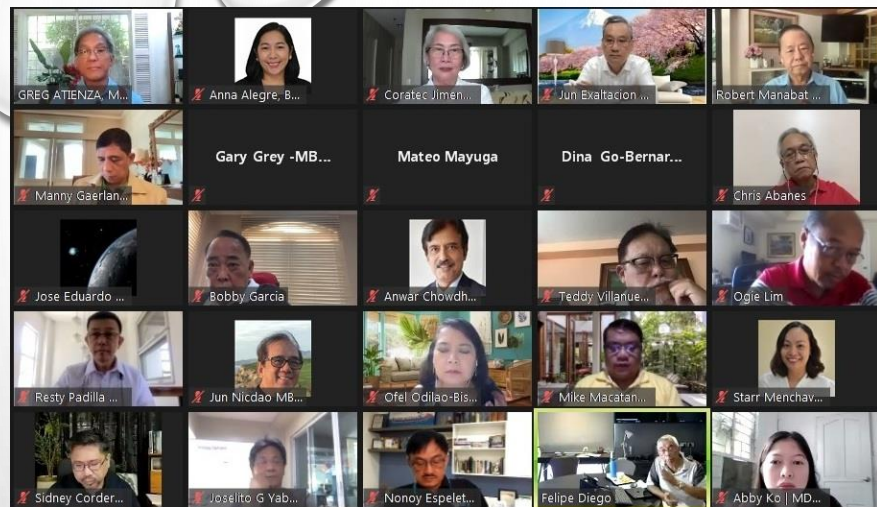 GREG ATIENZA, M...
Anna Alegre, B...
Coratec Jimen...
Jun Exaltacion ...
Robert Manabat ...
Manny Gaerlan...
Gary Grey -MB...
Mateo Mayuga
Dina Go-Bernar...
Chris Abanes
Jose Eduardo ...
Bobby Garcia
Anwar Chowdh...
Teddy Villanue...
Ogie Lim
Resty Padilla ...
Jun Nicdao MB...
Ofel Odilao-Bis...
Mike Macatan...
Starr Menchav...
Sidney Corder...
Joselito G Yab...
Nonoy Espelet...
Felipe Diego ...
Abby Ko | MD...